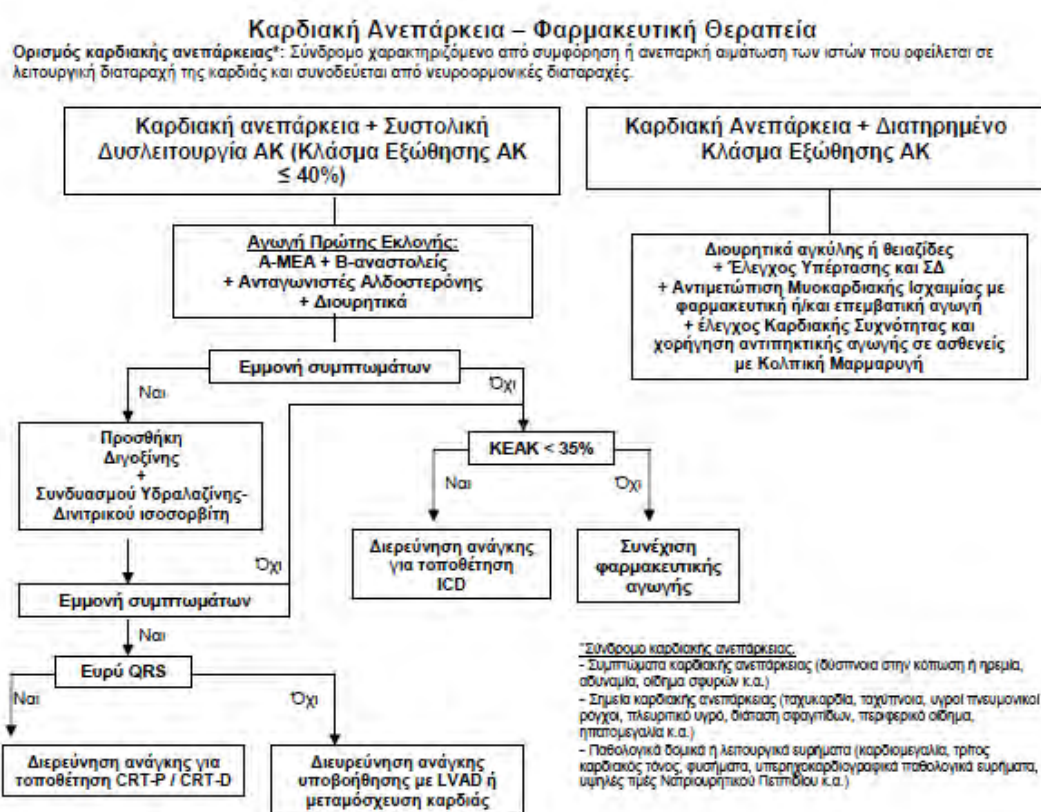 Καρδιακή Ανεπάρκεια – Φαρμακευτική Θεραπεία
Ορισμός καρδιακής ανεπάρκειας*: Σύνδρομο χαρακτηριζόμενο από συμφόρηση ή ανεπαρκή αιμάτωση των ιστών που οφείλεται σε
λειτουργική διαταραχή της καρδιάς και συνοδεύεται από νευροορμονικές διαταραχές.
Καρδιακή ανεπάρκεια + Συστολική
Δυσλειτουργία ΑΚ (Κλάσμα Εξώθησης ΑΚ
≤ 40%)
Καρδιακή Ανεπάρκεια + Διατηρημένο
Κλάσμα Εξώθησης ΑΚ
Αγωγή Πρώτης Εκλογής:
Α-ΜΕΑ + Β-αναστολείς
+ Ανταγωνιστές Αλδοστερόνης
+ Διουρητικά
Διουρητικά αγκύλης ή θειαζίδες
+ Έλεγχος Υπέρτασης και ΣΔ
+ Αντιμετώπιση Μυοκαρδιακής Ισχαιμίας με
φαρμακευτική ή/και επεμβατική αγωγή
+ έλεγχος Καρδιακής Συχνότητας και
χορήγηση αντιπηκτικής αγωγής σε ασθενείς
με Κολπική Μαρμαρυγή
Εμμονή συμπτωμάτων
Ναι
Όχι
Προσθήκη
Διγοξίνης
+
Συνδυασμού Υδραλαζίνης-
Δινιτρικού ισοσορβίτη
ΚΕΑΚ < 35%
Ναι
Όχι
Διερεύνηση ανάγκης
για τοποθέτηση
ICD
Συνέχιση
φαρμακευτικής
αγωγής
Όχι
Εμμονή συμπτωμάτων
Ναι
Ευρύ QRS
Ναι
Όχι
Διερεύνηση ανάγκης για
τοποθέτηση CRT-P / CRT-D
Διευρεύνηση ανάγκης
υποβοήθησης με LVAD ή
μεταμόσχευση καρδιάς
*Σύνδρομο καρδιακής ανεπάρκειας.
- Συμπτώματα καρδιακής ανεπάρκειας (δύσπνοια στην κόπωση ή ηρεμία,
αδυναμία, οίδημα σφυρών κ.α.)
- Σημεία καρδιακής ανεπάρκειας (ταχυκαρδία, ταχύπνοια, υγροί πνευμονικοί
ρόγχοι, πλευριτικό υγρό, διάταση σφαγιτίδων, περιφερικό οίδημα,
ηπατομεγαλία κ.α.)
- Παθολογικά δομικά ή λειτουργικά ευρήματα (καρδιομεγαλία, τρίτος
καρδιακός τόνος, φυσήματα, υπερηχοκαρδιογραφικά παθολογικά ευρήματα,
υψηλές τιμές Νατριουρητικού Πεπτιδίου κ.α.)